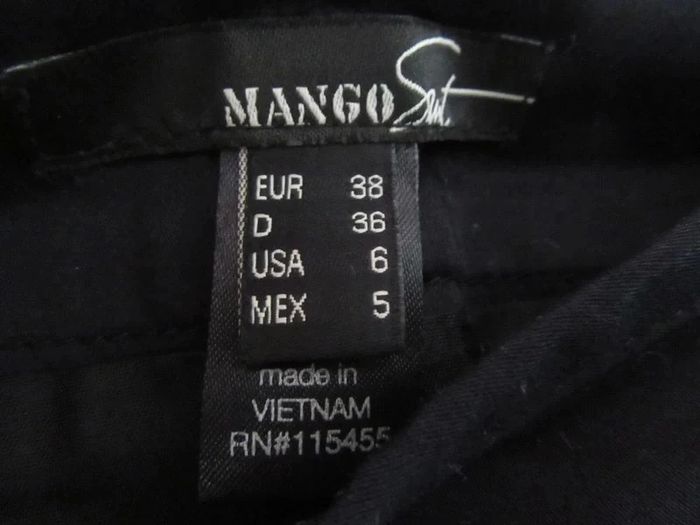 MANGO Suit
EUR 38
D 36
USA 6
MEX 5
made in
VIETNAM
RN#115455